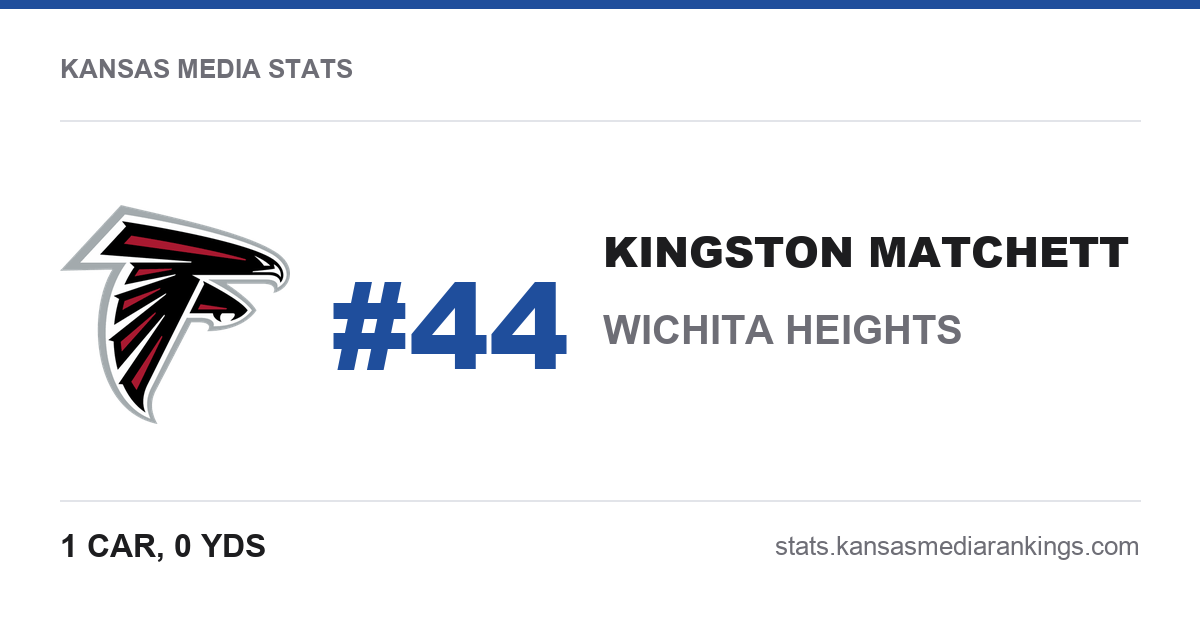 KANSAS MEDIA STATS
#44
KINGSTON MATCHETT
WICHITA HEIGHTS
1 CAR, 0 YDS
stats.kansasmediarankings.com